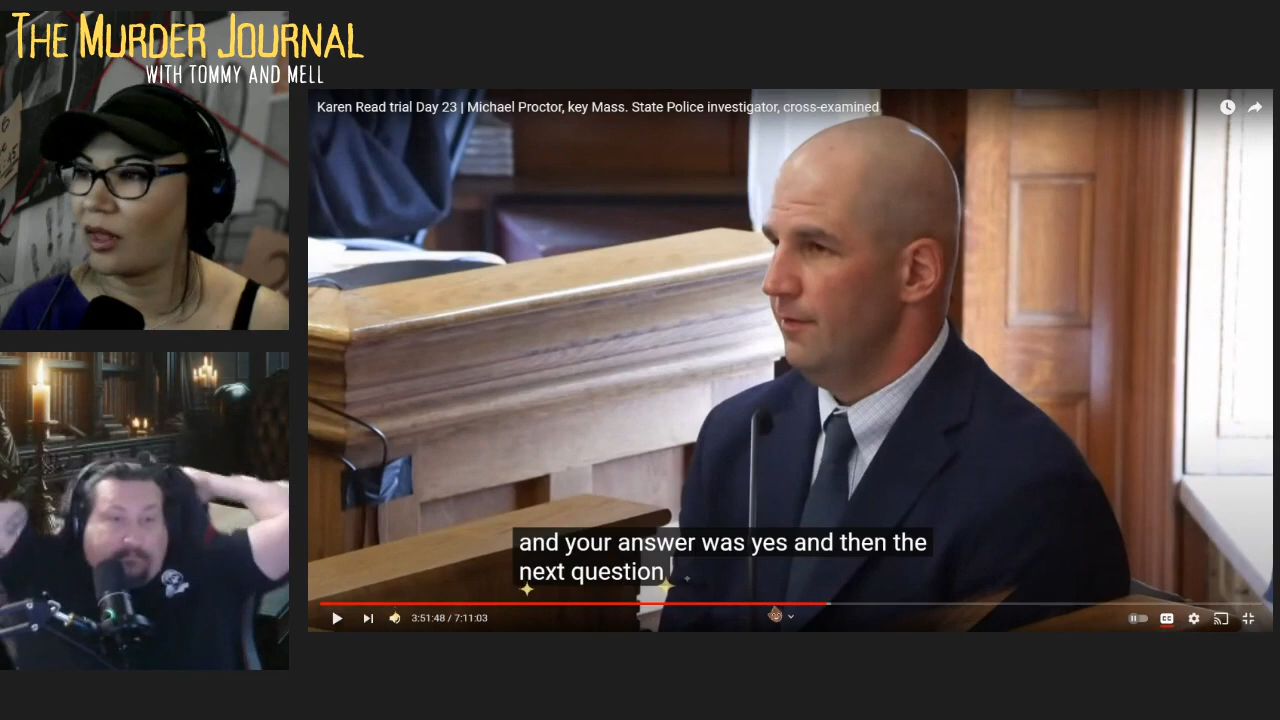 THE MURDER JOURNAL
WITH TOMMY AND MELL
Karen Read trial Day 23 | Michael Proctor, key Mass. State Police investigator, cross-examined
and your answer was yes and then the
next question
3:51:48 / 7:11:03
CC